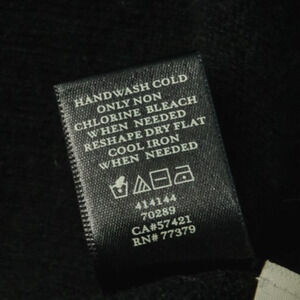 HANDWASH COLD
ONLY NON
CHLORINE BLEACH
WHEN NEEDED
RESHAPE DRY FLAT
COOL IRON
WHEN NEEDED
414144
70289
CA#57421
RN#77379